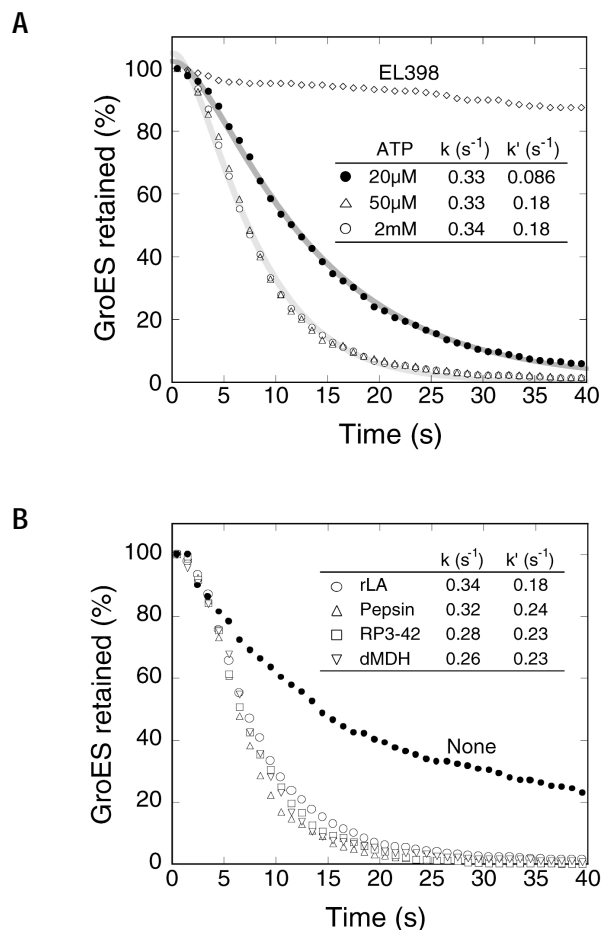 A
GroES retained (%)
120
100
80
60
40
20
0
EL398
ATP k (s⁻¹) k' (s⁻¹)
● 20µM 0.33 0.086
△ 50µM 0.33 0.18
○ 2mM 0.34 0.18
0 5 10 15 20 25 30 35 40
Time (s)
B
GroES retained (%)
100
80
60
40
20
0
k (s⁻¹) k' (s⁻¹)
○ rLA 0.34 0.18
△ Pepsin 0.32 0.24
□ RP3-42 0.28 0.23
▽ dMDH 0.26 0.23
None
0 5 10 15 20 25 30 35 40
Time (s)